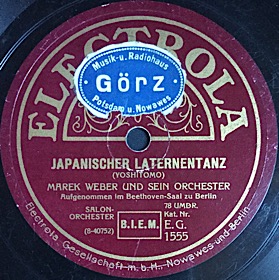 ELECTROLA
Musik-u. Radiohaus
Görz
Potsdam u. Nowawes
JAPANISCHER LATERNENTANZ
(YOSHITOMO)
MAREK WEBER UND SEIN ORCHESTER
Aufgenommen im Beethoven-Saal zu Berlin
SALON-
ORCHESTER
(8-40752)
B.I.E.M.
78 UMDR.
Kat. Nr.
E.G.
1555
Electrola Gesellschaft m.b.H. Nowawes und Berlin